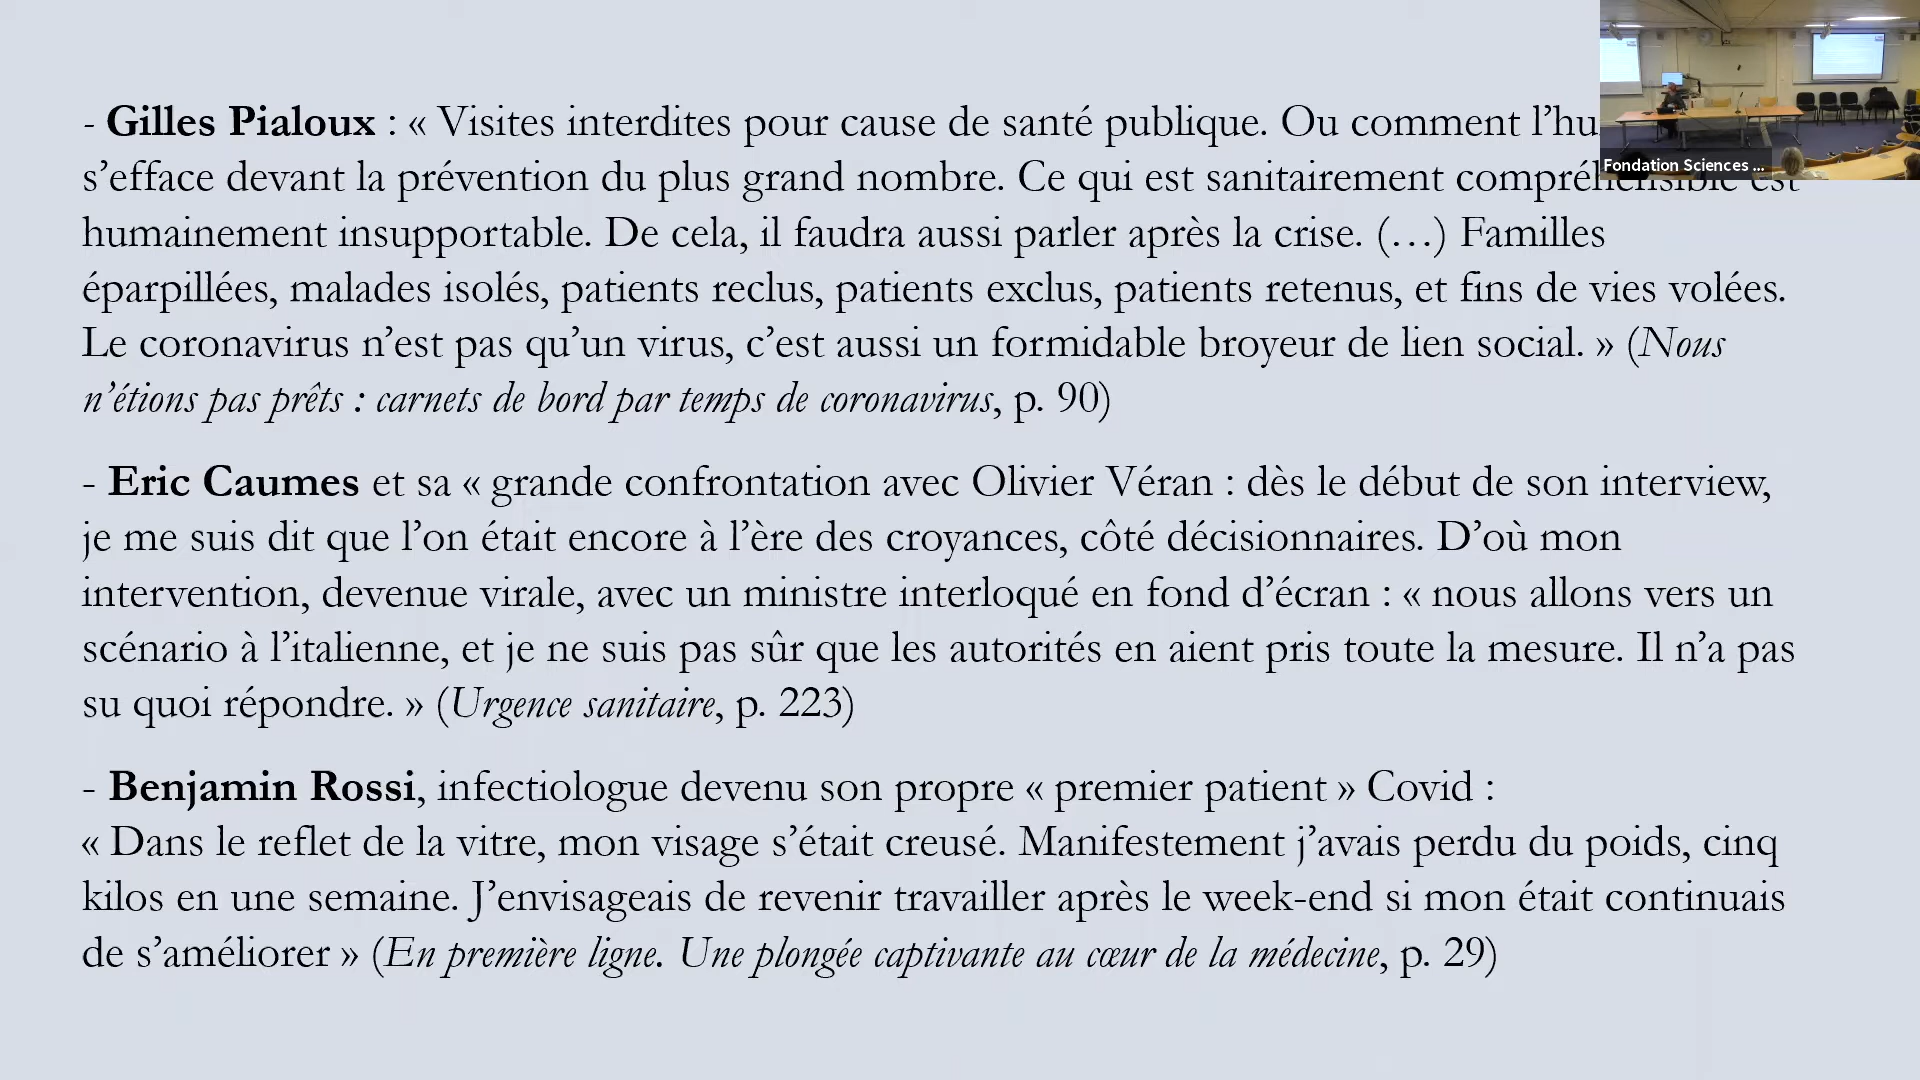 - Gilles Pialoux : « Visites interdites pour cause de santé publique. Ou comment l’hu
s’efface devant la prévention du plus grand nombre. Ce qui est sanitairement compréhensible est
humainement insupportable. De cela, il faudra aussi parler après la crise. (…) Familles
éparpillées, malades isolés, patients reclus, patients exclus, patients retenus, et fins de vies volées.
Le coronavirus n’est pas qu’un virus, c’est aussi un formidable broyeur de lien social. » (Nous
n’étions pas prêts : carnets de bord par temps de coronavirus, p. 90)
- Eric Caumes et sa « grande confrontation avec Olivier Véran : dès le début de son interview,
je me suis dit que l’on était encore à l’ère des croyances, côté décisionnaires. D’où mon
intervention, devenue virale, avec un ministre interloqué en fond d’écran : « nous allons vers un
scénario à l’italienne, et je ne suis pas sûr que les autorités en aient pris toute la mesure. Il n’a pas
su quoi répondre. » (Urgence sanitaire, p. 223)
- Benjamin Rossi, infectiologue devenu son propre « premier patient » Covid :
« Dans le reflet de la vitre, mon visage s’était creusé. Manifestement j’avais perdu du poids, cinq
kilos en une semaine. J’envisageais de revenir travailler après le week-end si mon était continuais
de s’améliorer » (En première ligne. Une plongée captivante au cœur de la médecine, p. 29)
Fondation Sciences ...